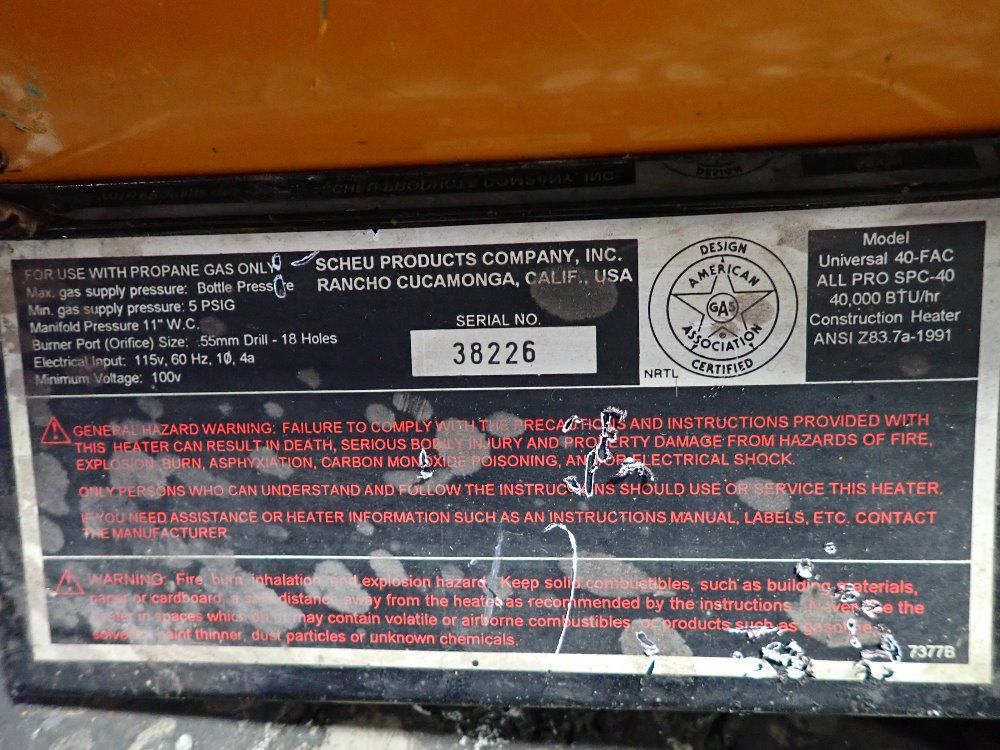 FOR USE WITH PROPANE GAS ONLY
Max. gas supply pressure: Bottle Pressure
Min. gas supply pressure: 5 PSIG
Manifold Pressure 11" W.C.
Burner Port (Orifice) Size: .55mm Drill - 18 Holes
Electrical Input: 115v, 60 Hz, 1Ø, 4a
Minimum Voltage: 100v
SCHEU PRODUCTS COMPANY, INC.
RANCHO CUCAMONGA, CALIF., USA
SERIAL NO.
38226
DESIGN
AMERICAN
GAS
ASSOCIATION
CERTIFIED
NRTL
Model
Universal 40-FAC
ALL PRO SPC-40
40,000 BTU/hr
Construction Heater
ANSI Z83.7a-1991
GENERAL HAZARD WARNING: FAILURE TO COMPLY WITH THE PRECAUTIONS AND INSTRUCTIONS PROVIDED WITH
THIS HEATER CAN RESULT IN DEATH, SERIOUS BODILY INJURY AND PROPERTY DAMAGE FROM HAZARDS OF FIRE,
EXPLOSION, BURN, ASPHYXIATION, CARBON MONOXIDE POISONING, AND/OR ELECTRICAL SHOCK.
ONLY PERSONS WHO CAN UNDERSTAND AND FOLLOW THE INSTRUCTIONS SHOULD USE OR SERVICE THIS HEATER.
IF YOU NEED ASSISTANCE OR HEATER INFORMATION SUCH AS AN INSTRUCTIONS MANUAL, LABELS, ETC. CONTACT
THE MANUFACTURER.
WARNING: Fire, burn, inhalation, and explosion hazard. Keep solid combustibles, such as building materials,
paper or cardboard, a safe distance away from the heater as recommended by the instructions. Never use the
heater in spaces which do or may contain volatile or airborne combustibles, or products such as gasoline,
solvents, paint thinner, dust particles or unknown chemicals.
7377B